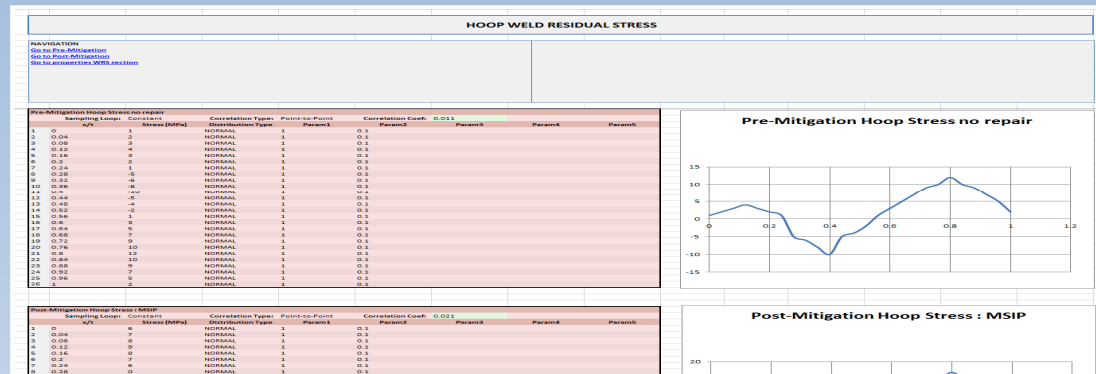 HOOP WELD RESIDUAL STRESS
NAVIGATION
Go to Pre-Mitigation
Go to Post-Mitigation
Go to properties WRS section
Pre-Mitigation Hoop Stress no repair
Sampling Loop: Constant Correlation Type: Point-to-Point Correlation Coef: 0.011
x/t Stress (MPa) Distribution Type Param1 Param2 Param3 Param4 Param5
1 0 1 NORMAL 1 0.1
2 0.04 2 NORMAL 1 0.1
3 0.08 3 NORMAL 1 0.1
4 0.12 4 NORMAL 1 0.1
5 0.16 3 NORMAL 1 0.1
6 0.2 2 NORMAL 1 0.1
7 0.24 1 NORMAL 1 0.1
8 0.28 -5 NORMAL 1 0.1
9 0.32 -6 NORMAL 1 0.1
10 0.36 -8 NORMAL 1 0.1
11 0.4 -10 NORMAL 1 0.1
12 0.44 -5 NORMAL 1 0.1
13 0.48 -4 NORMAL 1 0.1
14 0.52 -2 NORMAL 1 0.1
15 0.56 1 NORMAL 1 0.1
16 0.6 3 NORMAL 1 0.1
17 0.64 5 NORMAL 1 0.1
18 0.68 7 NORMAL 1 0.1
19 0.72 9 NORMAL 1 0.1
20 0.76 10 NORMAL 1 0.1
21 0.8 12 NORMAL 1 0.1
22 0.84 10 NORMAL 1 0.1
23 0.88 9 NORMAL 1 0.1
24 0.92 7 NORMAL 1 0.1
25 0.96 5 NORMAL 1 0.1
26 1 2 NORMAL 1 0.1
Pre-Mitigation Hoop Stress no repair
15
10
5
0
-5
-10
-15
0 0.2 0.4 0.6 0.8 1 1.2
Post-Mitigation Hoop Stress : MSIP
Sampling Loop: Constant Correlation Type: Point-to-Point Correlation Coef: 0.021
x/t Stress (MPa) Distribution Type Param1 Param2 Param3 Param4 Param5
1 0 6 NORMAL 1 0.1
2 0.04 7 NORMAL 1 0.1
3 0.08 8 NORMAL 1 0.1
4 0.12 9 NORMAL 1 0.1
5 0.16 8 NORMAL 1 0.1
6 0.2 7 NORMAL 1 0.1
7 0.24 6 NORMAL 1 0.1
8 0.28 0 NORMAL 1 0.1
Post-Mitigation Hoop Stress : MSIP
20